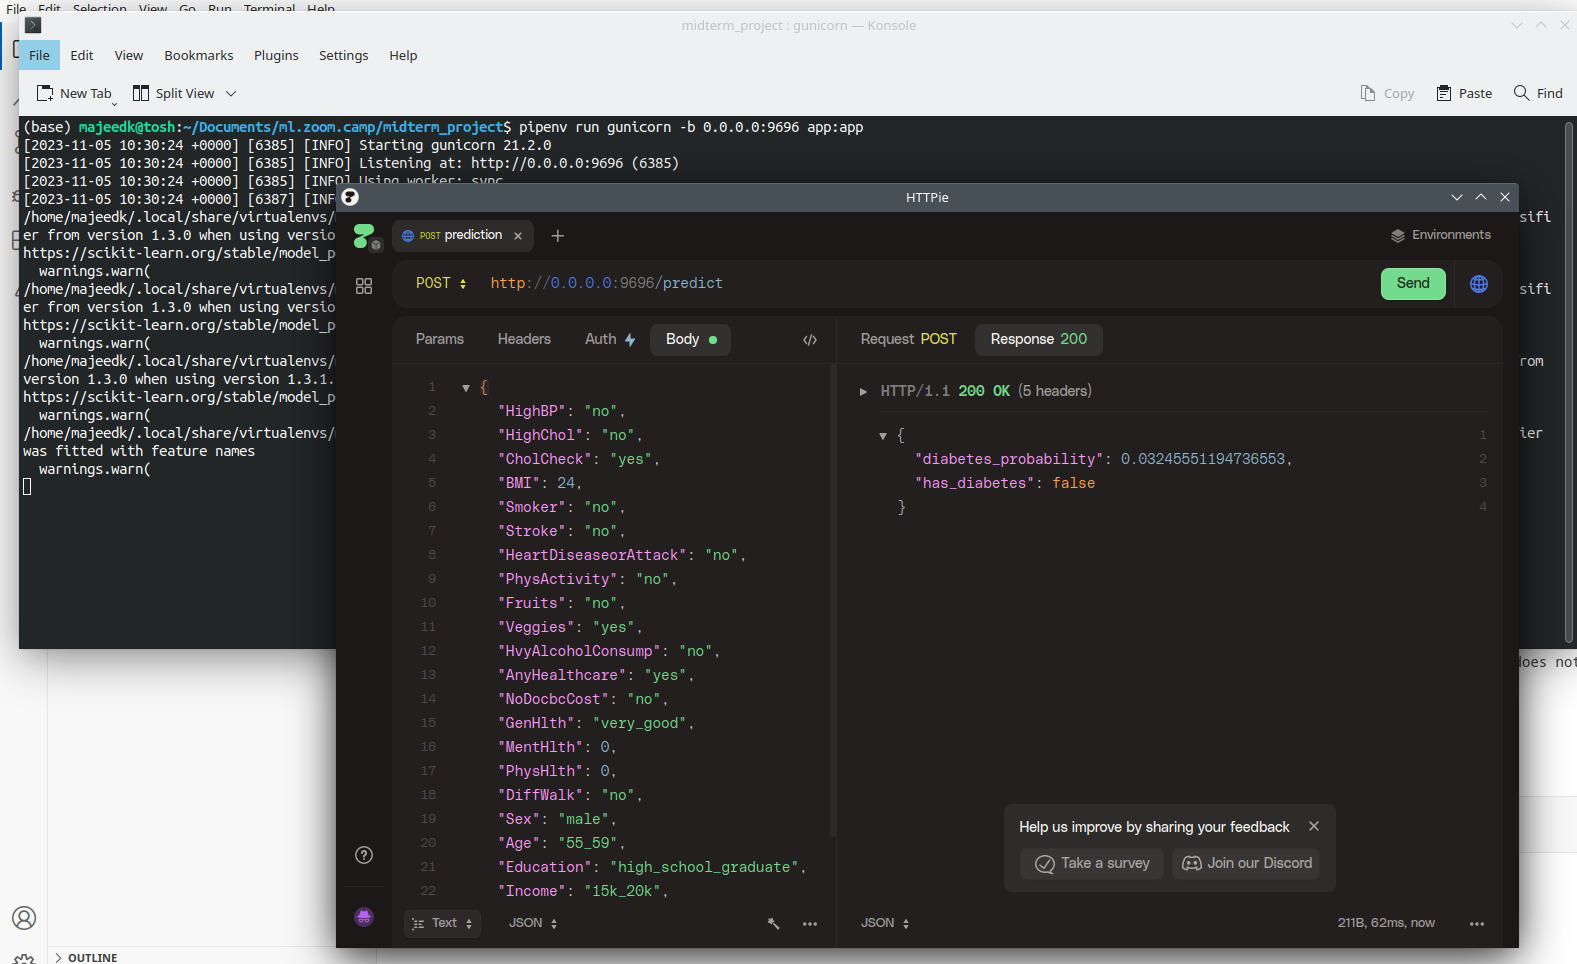 File Edit Selection View Go Run Terminal Help
midterm_project : gunicorn — Konsole
File Edit View Bookmarks Plugins Settings Help
New Tab Split View Copy Paste Find
(base) majeedk@tosh:~/Documents/ml.zoom.camp/midterm_project$ pipenv run gunicorn -b 0.0.0.0:9696 app:app
[2023-11-05 10:30:24 +0000] [6385] [INFO] Starting gunicorn 21.2.0
[2023-11-05 10:30:24 +0000] [6385] [INFO] Listening at: http://0.0.0.0:9696 (6385)
[2023-11-05 10:30:24 +0000] [6385] [INFO] Using worker: sync
[2023-11-05 10:30:24 +0000] [6387] [INF
/home/majeedk/.local/share/virtualenvs/ sifi
er from version 1.3.0 when using versio
https://scikit-learn.org/stable/model_p
warnings.warn(
/home/majeedk/.local/share/virtualenvs/ sifi
er from version 1.3.0 when using versio
https://scikit-learn.org/stable/model_p
warnings.warn(
/home/majeedk/.local/share/virtualenvs/ rom
version 1.3.0 when using version 1.3.1.
https://scikit-learn.org/stable/model_p
warnings.warn(
/home/majeedk/.local/share/virtualenvs/ ier
was fitted with feature names
warnings.warn(
HTTPie
POST prediction Environments
POST http://0.0.0.0:9696/predict Send
Params Headers Auth Body
1 {
2 "HighBP": "no",
3 "HighChol": "no",
4 "CholCheck": "yes",
5 "BMI": 24,
6 "Smoker": "no",
7 "Stroke": "no",
8 "HeartDiseaseorAttack": "no",
9 "PhysActivity": "no",
10 "Fruits": "no",
11 "Veggies": "yes",
12 "HvyAlcoholConsump": "no",
13 "AnyHealthcare": "yes",
14 "NoDocbcCost": "no",
15 "GenHlth": "very_good",
16 "MentHlth": 0,
17 "PhysHlth": 0,
18 "DiffWalk": "no",
19 "Sex": "male",
20 "Age": "55_59",
21 "Education": "high_school_graduate",
22 "Income": "15k_20k",
Text JSON
Request POST Response 200
HTTP/1.1 200 OK (5 headers)
{ 1
"diabetes_probability": 0.03245551194736553, 2
"has_diabetes": false 3
} 4
Help us improve by sharing your feedback
Take a survey Join our Discord
JSON 211B, 62ms, now
does not
OUTLINE